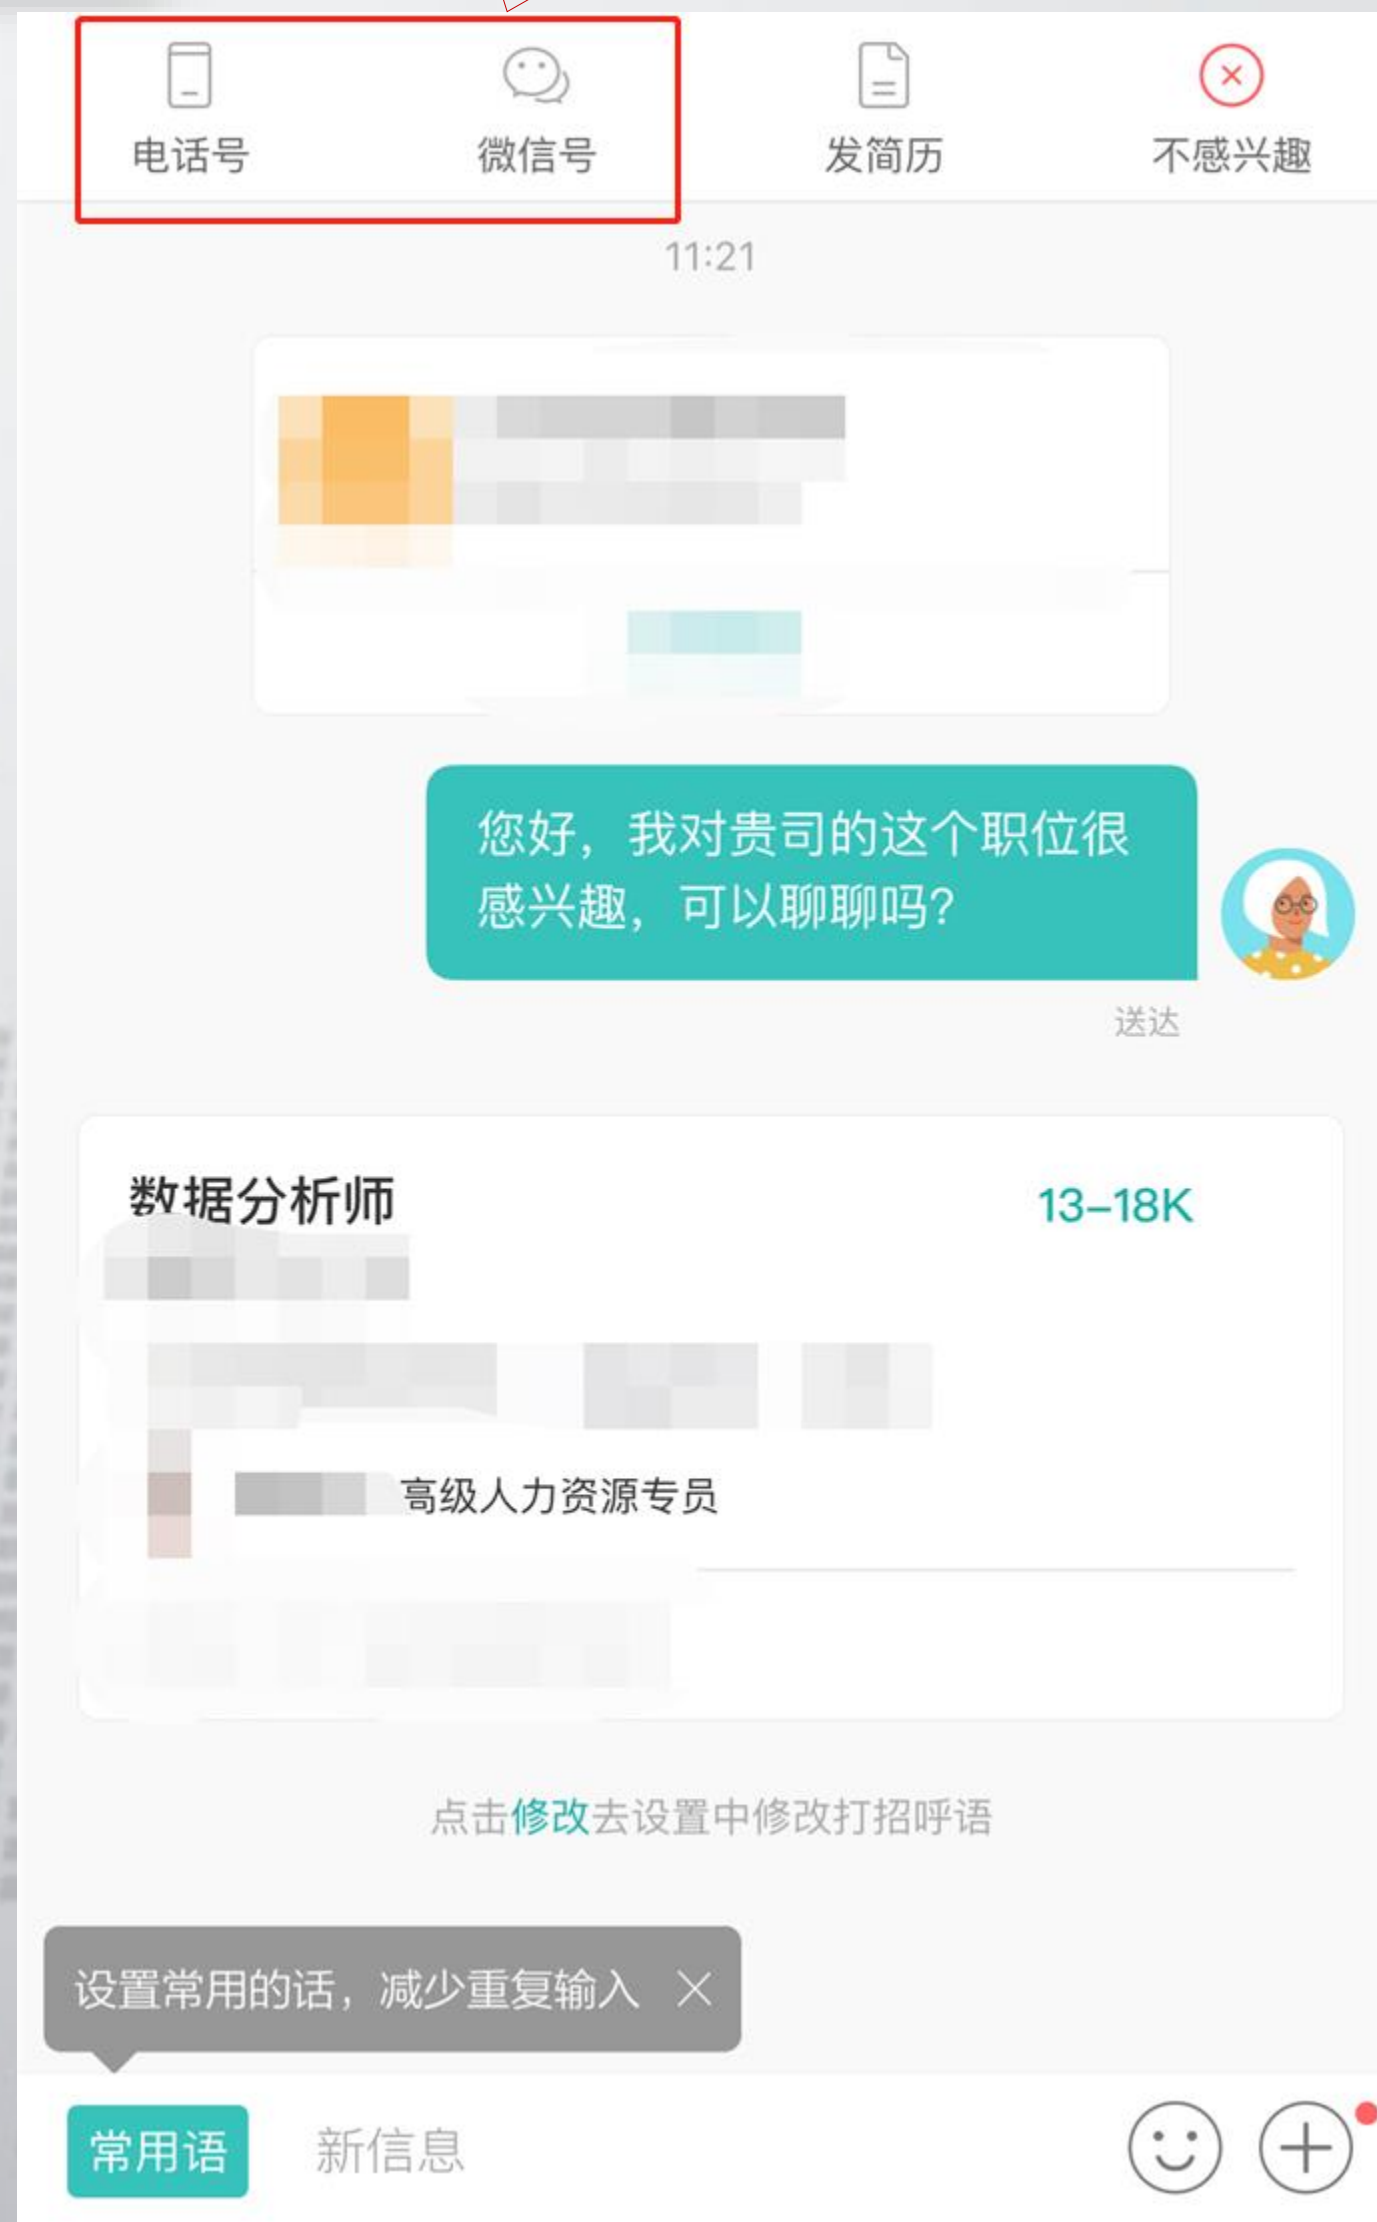 电话号
微信号
发简历
不感兴趣
11:21
您好，我对贵司的这个职位很
感兴趣，可以聊聊吗？
送达
数据分析师
13-18K
高级人力资源专员
点击修改去设置中修改打招呼语
设置常用的话，减少重复输入
常用语
新信息